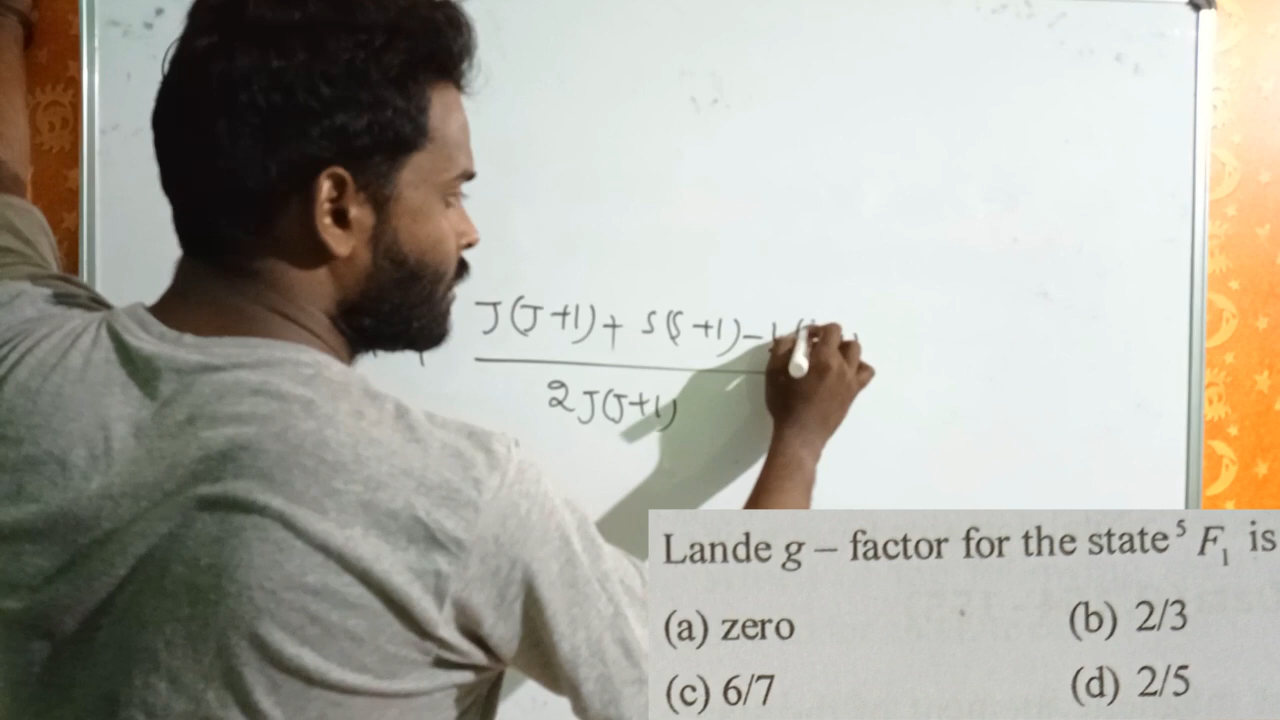 J(J+1)+ S(S+1)-
2J(J+1)
Lande g – factor for the state ⁵F₁ is
(a) zero (b) 2/3
(c) 6/7 (d) 2/5